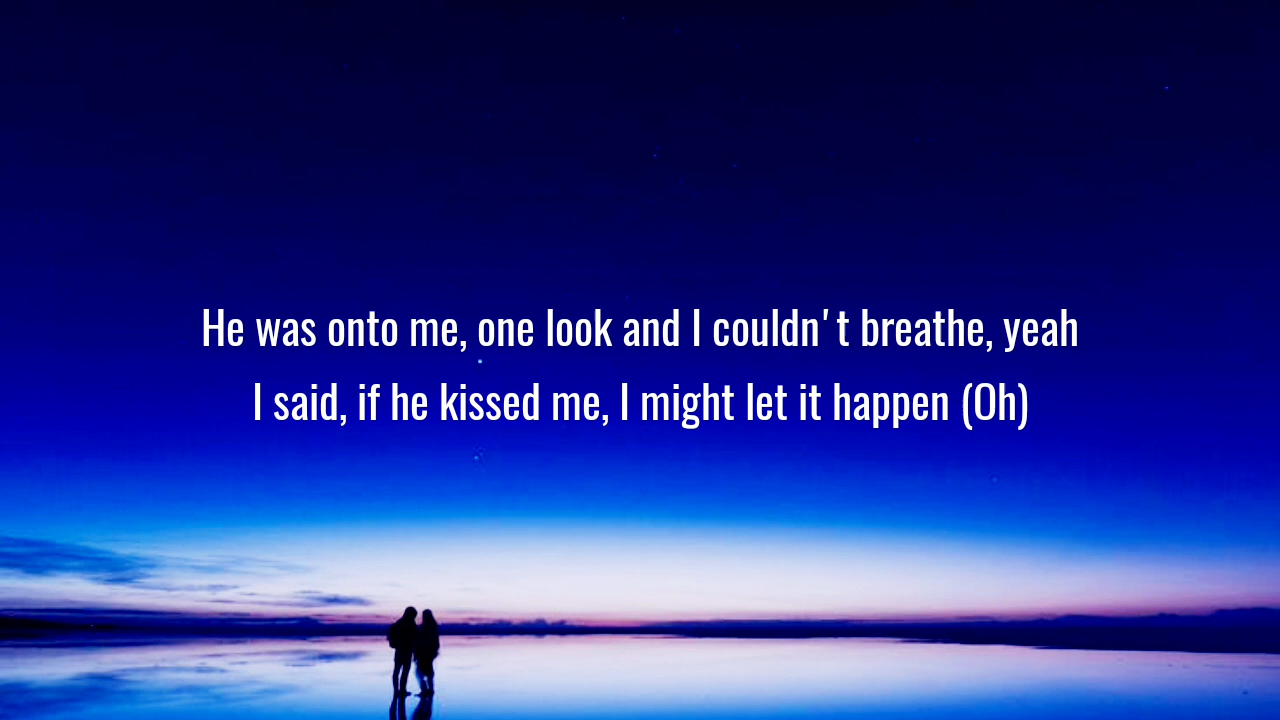 He was onto me, one look and I couldn't breathe, yeah
I said, if he kissed me, I might let it happen (Oh)